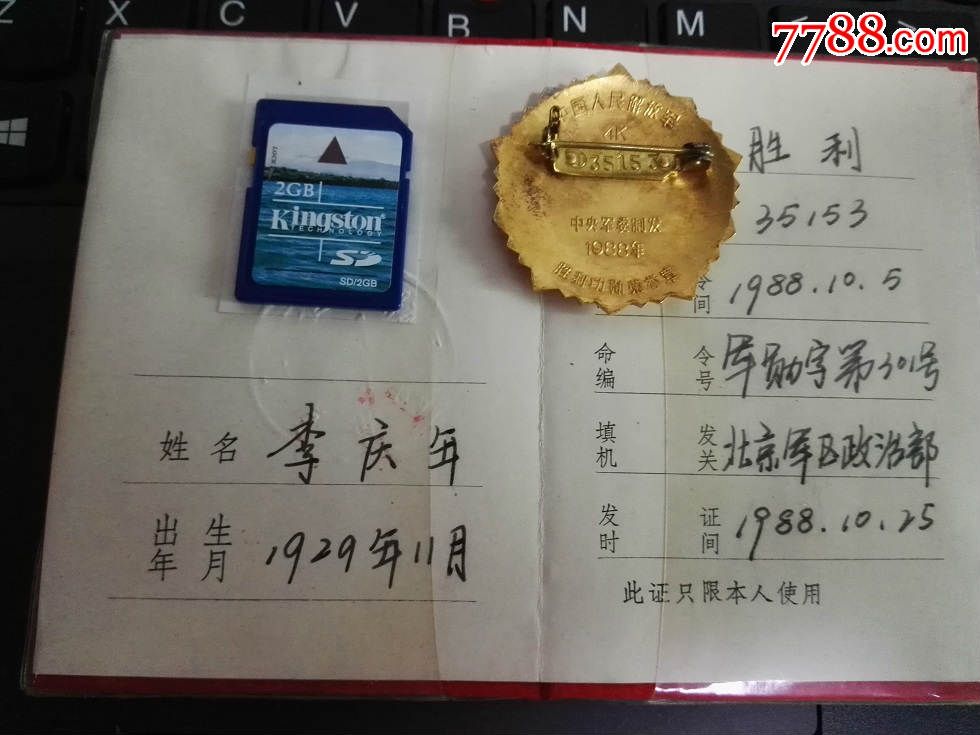 Z X C V B N M
7788.com
2GB
Kingston
TECHNOLOGY
SD
SD/2GB
中国人民解放军
4K
35153
中央军委制发
1988年
胜利功勋荣誉章
胜利
35153
令
间 1988.10.5
命令
编号 军勋字第301号
填发
机关 北京军区政治部
发证
时间 1988.10.25
此证只限本人使用
姓名 李庆年
出生
年月 1929年11月